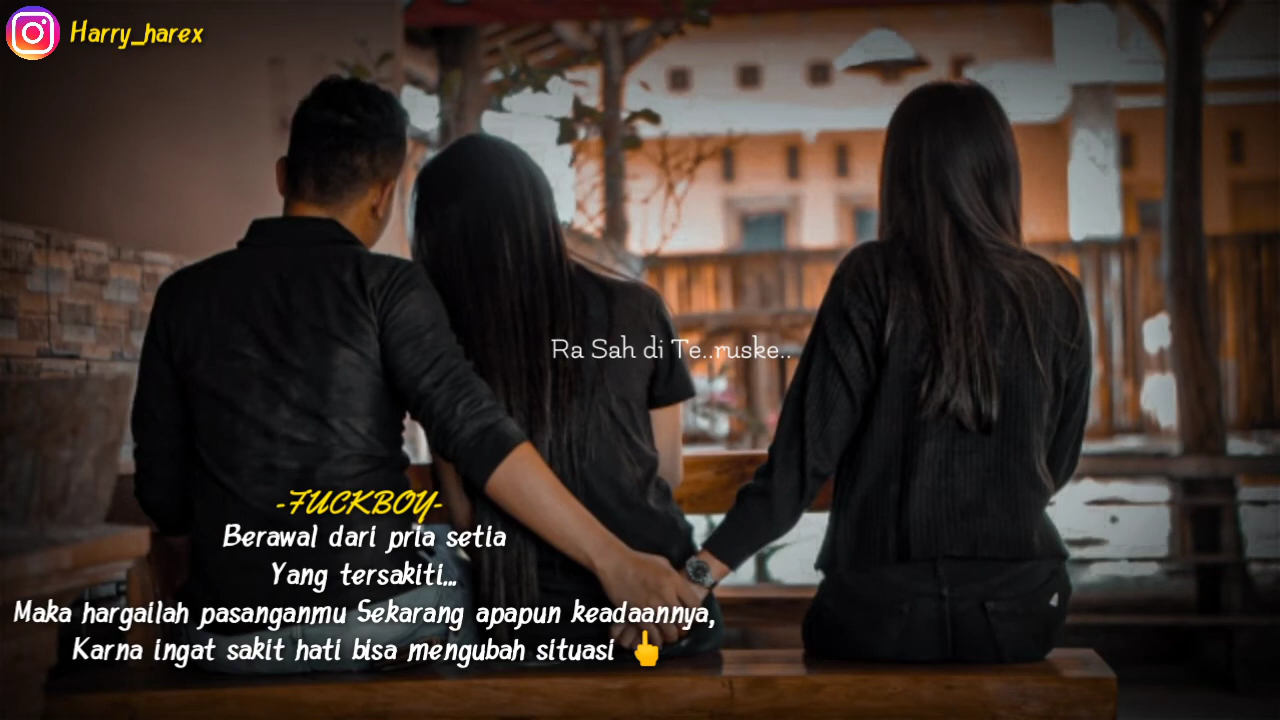 Harry_harex
Ra Sah di Te..ruske..
-FUCKBOY-
Berawal dari pria setia
Yang tersakiti...
Maka hargailah pasanganmu Sekarang apapun keadaannya,
Karna ingat sakit hati bisa mengubah situasi 🖕